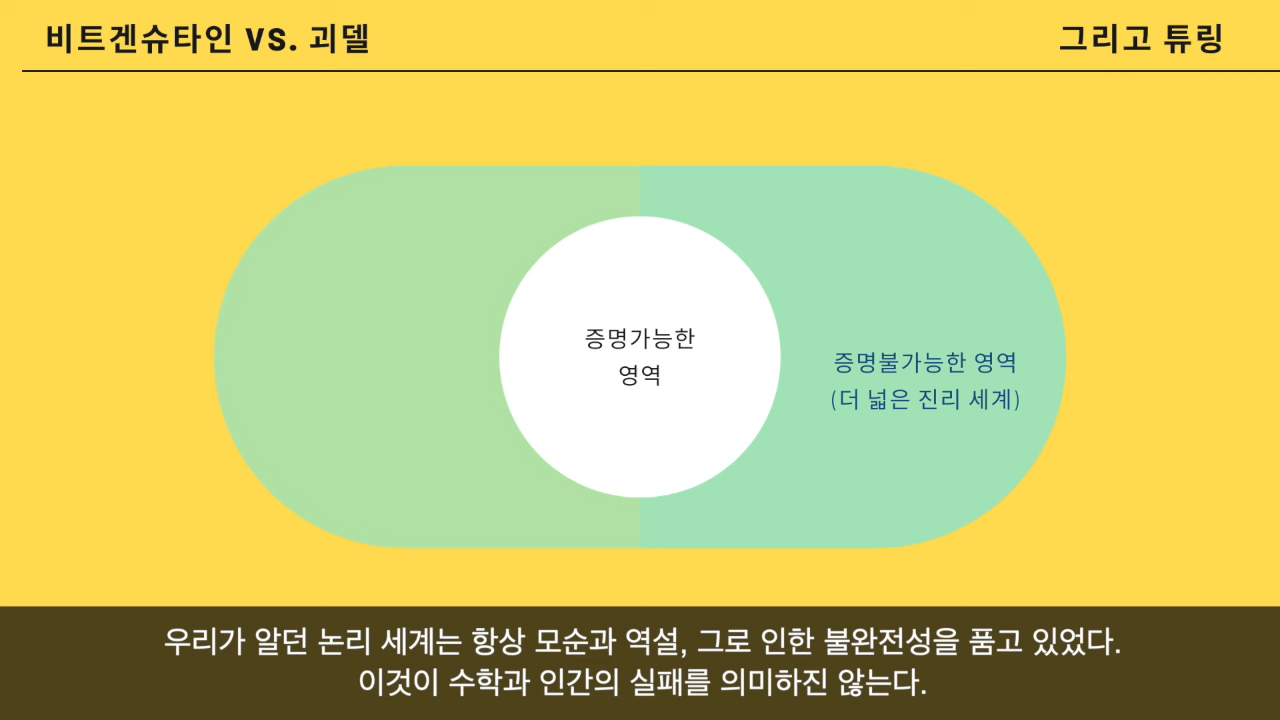 비트겐슈타인 vs. 괴델
그리고 튜링
증명가능한
영역
증명불가능한 영역
(더 넓은 진리 세계)
우리가 알던 논리 세계는 항상 모순과 역설, 그로 인한 불완전성을 품고 있었다.
이것이 수학과 인간의 실패를 의미하진 않는다.